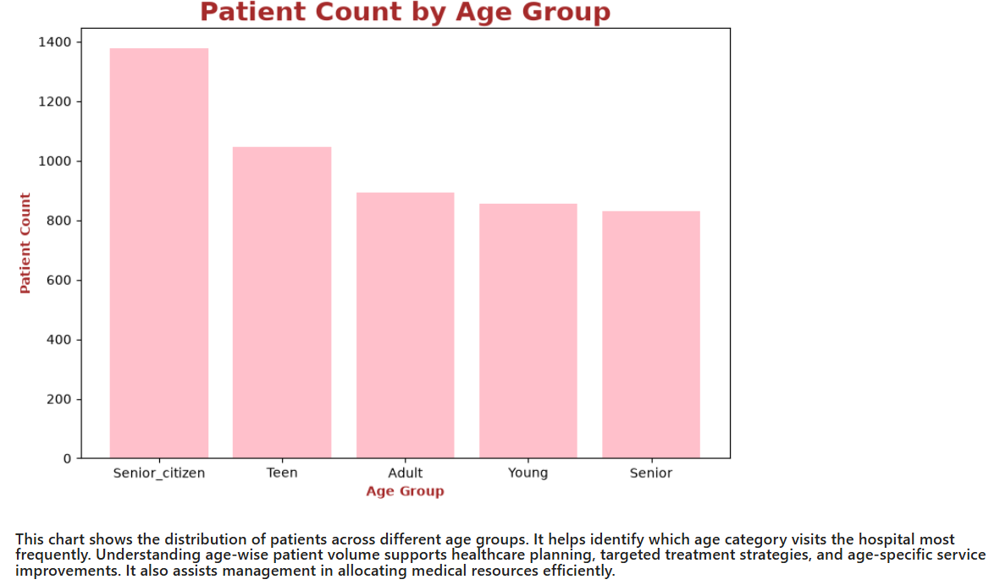 Patient Count by Age Group
1400
1200
1000
800
600
400
200
0
Patient Count
Senior_citizen Teen Adult Young Senior
Age Group
This chart shows the distribution of patients across different age groups. It helps identify which age category visits the hospital most
frequently. Understanding age-wise patient volume supports healthcare planning, targeted treatment strategies, and age-specific service
improvements. It also assists management in allocating medical resources efficiently.